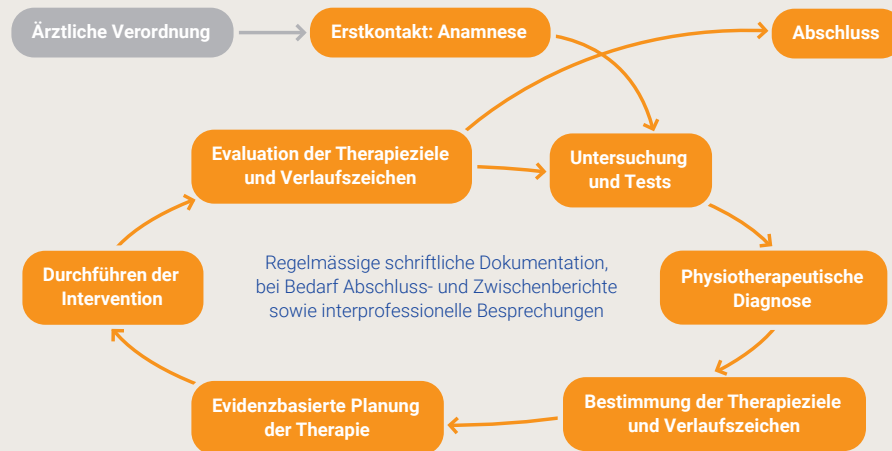 Ärztliche Verordnung
Erstkontakt: Anamnese
Abschluss
Evaluation der Therapieziele
und Verlaufszeichen
Untersuchung
und Tests
Durchführen der
Intervention
Regelmässige schriftliche Dokumentation,
bei Bedarf Abschluss- und Zwischenberichte
sowie interprofessionelle Besprechungen
Physiotherapeutische
Diagnose
Evidenzbasierte Planung
der Therapie
Bestimmung der Therapieziele
und Verlaufszeichen